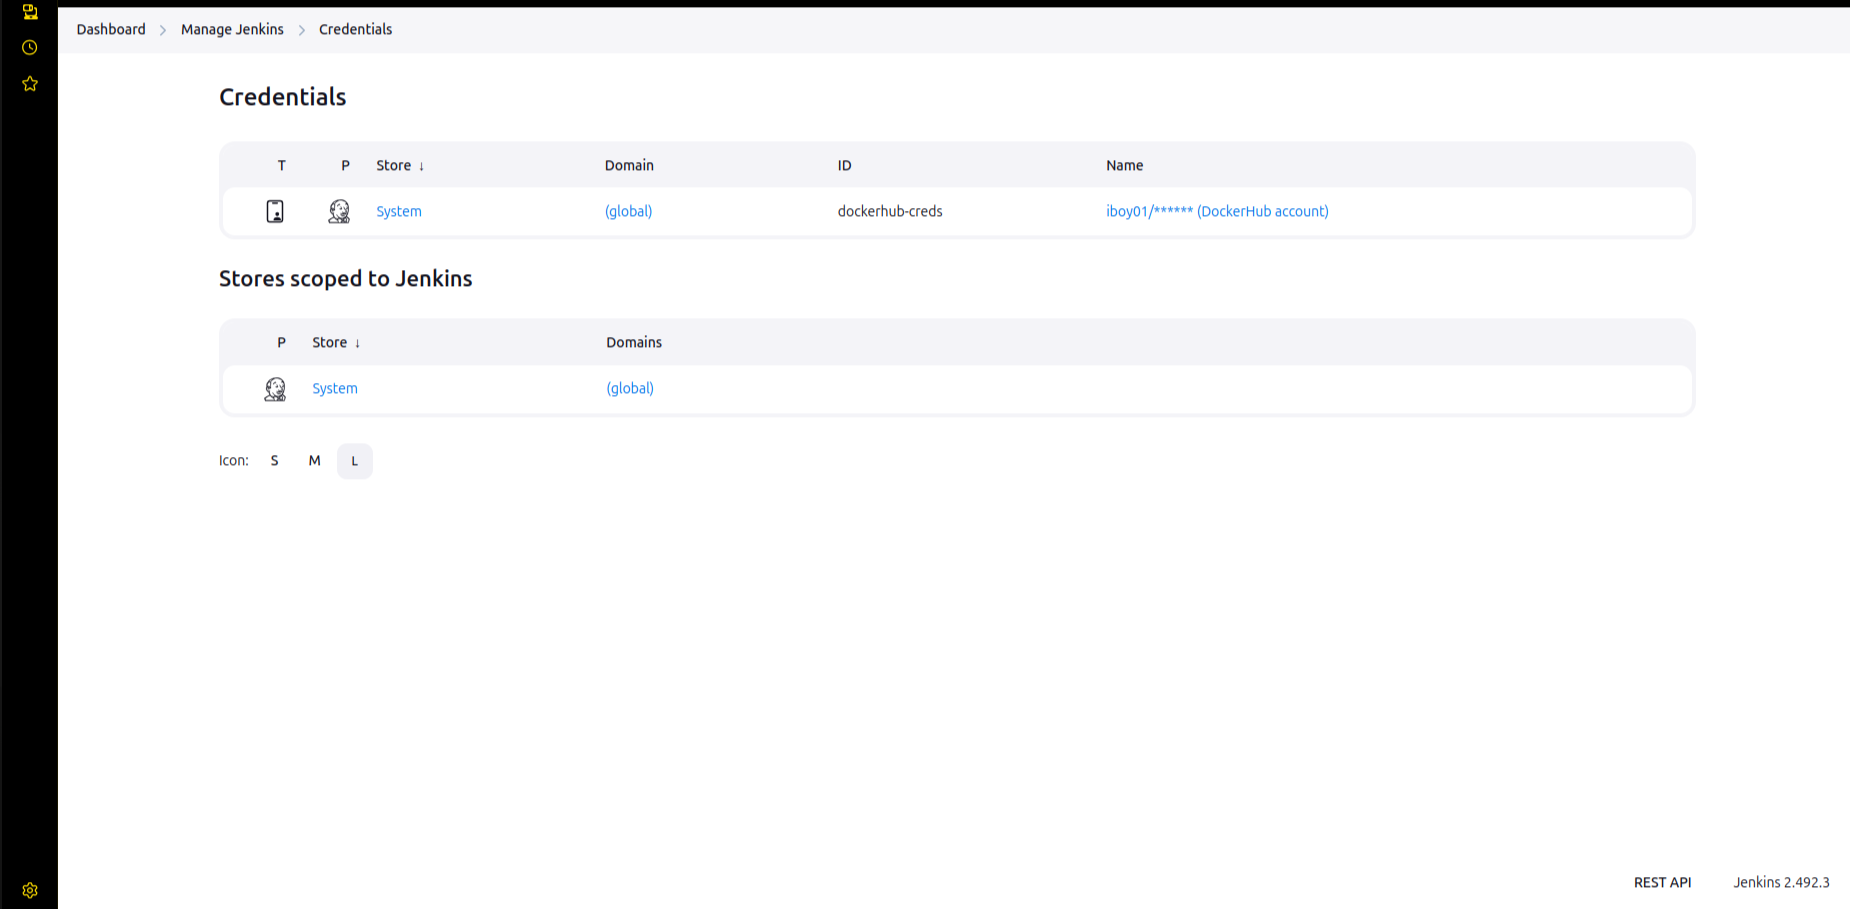 Dashboard > Manage Jenkins > Credentials
Credentials
T P Store ↓ Domain ID Name
System (global) dockerhub-creds iboy01/****** (DockerHub account)
Stores scoped to Jenkins
P Store ↓ Domains
System (global)
Icon: S M L
REST API Jenkins 2.492.3